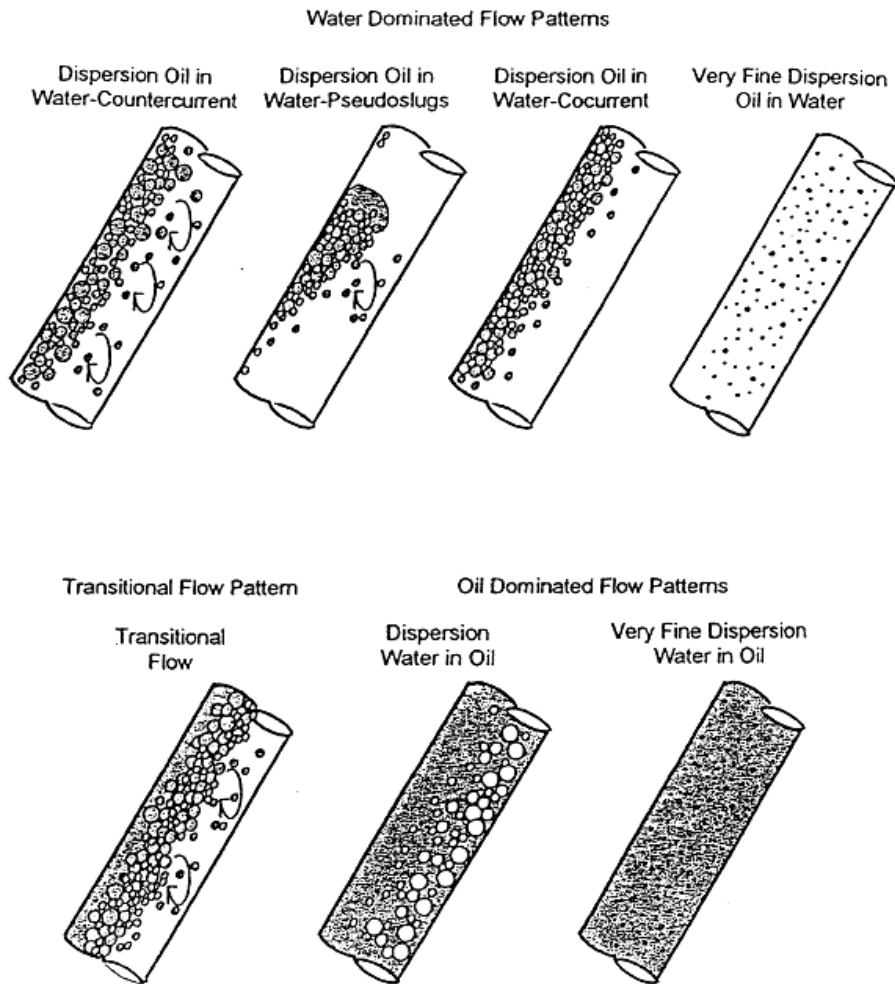 Water Dominated Flow Patterns
Dispersion Oil in
Water-Countercurrent
Dispersion Oil in
Water-Pseudoslugs
Dispersion Oil in
Water-Cocurrent
Very Fine Dispersion
Oil in Water
Transitional Flow Pattern
Oil Dominated Flow Patterns
Transitional
Flow
Dispersion
Water in Oil
Very Fine Dispersion
Water in Oil